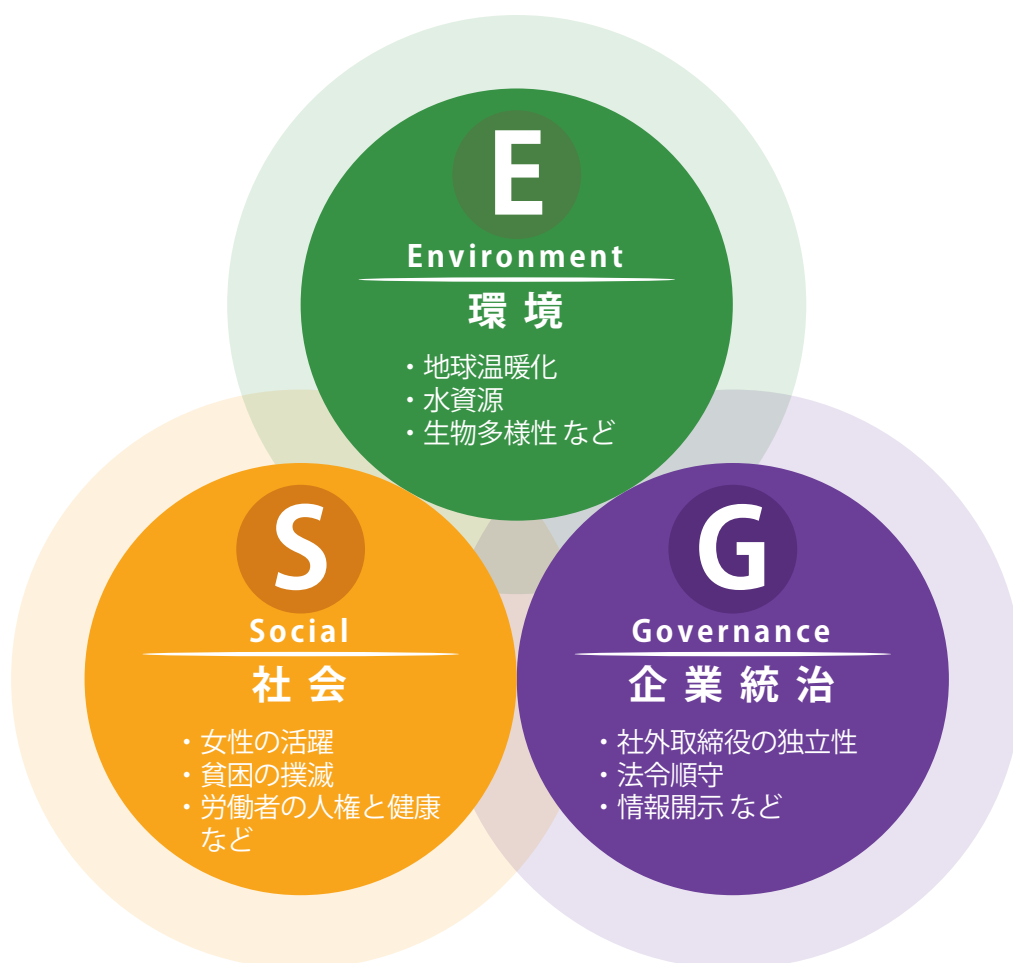 E
Environment
環境
・地球温暖化
・水資源
・生物多様性 など
S
Social
社会
・女性の活躍
・貧困の撲滅
・労働者の人権と健康
など
G
Governance
企業統治
・社外取締役の独立性
・法令順守
・情報開示 など